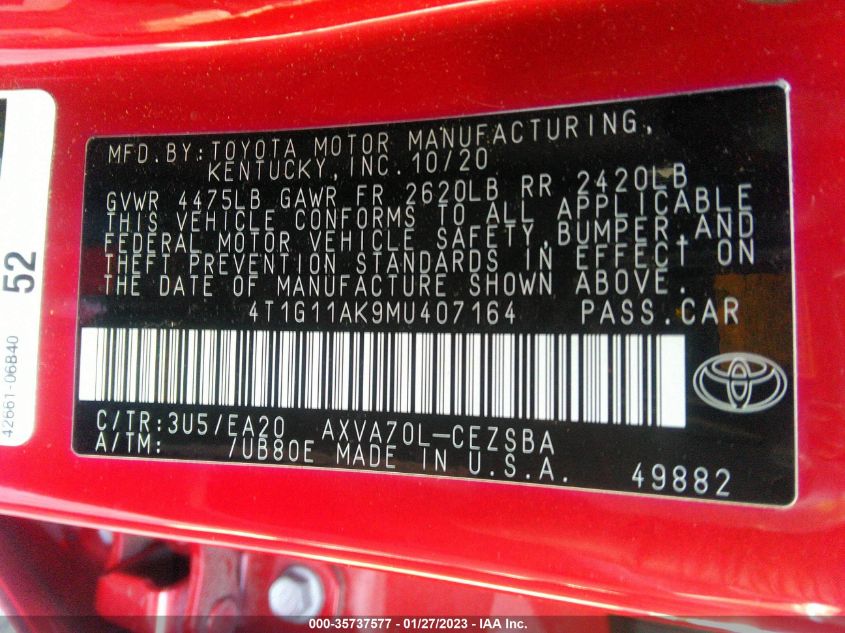 MFD.BY:TOYOTA MOTOR MANUFACTURING,
KENTUCKY,INC.10/20
GVWR 4475LB GAWR FR 2620LB RR 2420LB
THIS VEHICLE CONFORMS TO ALL APPLICABLE
FEDERAL MOTOR VEHICLE SAFETY,BUMPER,AND
THEFT PREVENTION STANDARDS IN EFFECT ON
THE DATE OF MANUFACTURE SHOWN ABOVE.
4T1G11AK9MU407164 PASS.CAR
C/TR:3U5/EA20 AXVA70L-CEZSBA
A/TM: /UB80E MADE IN U.S.A.
49882
52
42661-06B40
000-35737577 - 01/27/2023 - IAA Inc.